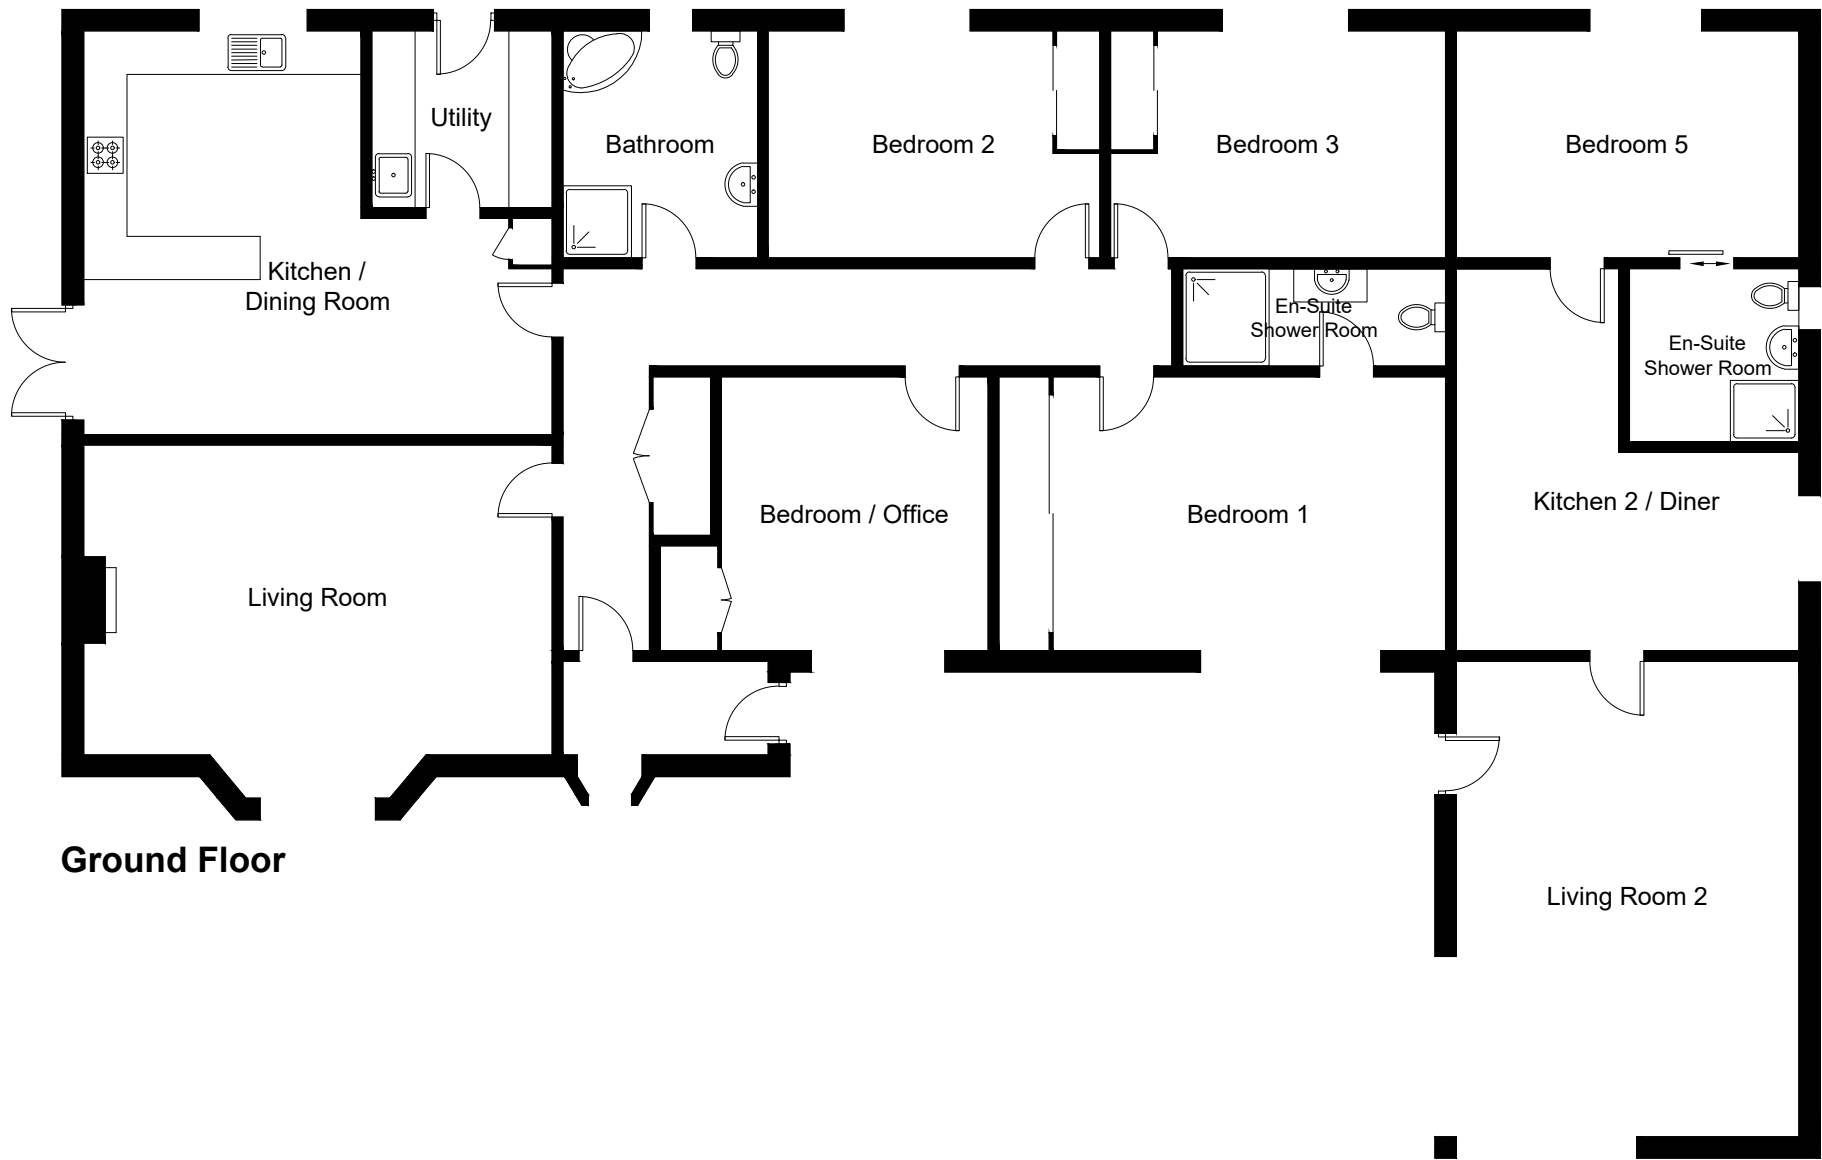 Utility
Bathroom
Bedroom 2
Bedroom 3
Bedroom 5
Kitchen /
Dining Room
En-Suite
Shower Room
En-Suite
Shower Room
Bedroom / Office
Bedroom 1
Kitchen 2 / Diner
Living Room
Ground Floor
Living Room 2